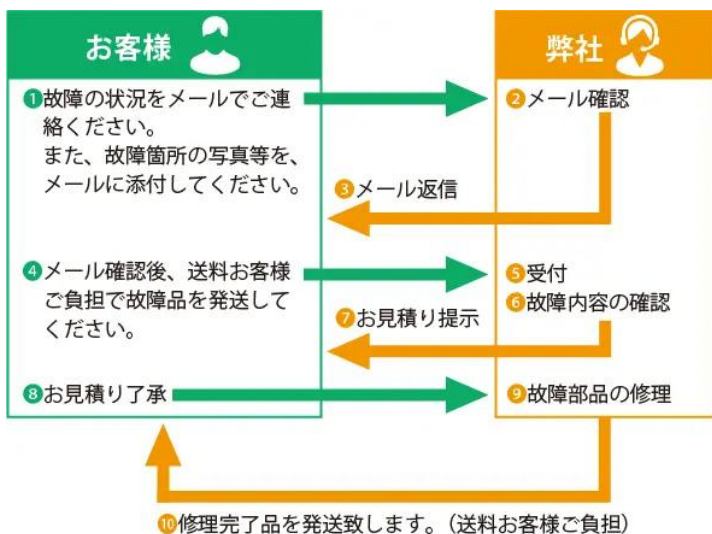 お客様
弊社
❶故障の状況をメールでご連
絡ください。
また、故障箇所の写真等を、
メールに添付してください。
❷メール確認
❸メール返信
❹メール確認後、送料お客様
ご負担で故障品を発送して
ください。
❺受付
❻故障内容の確認
❼お見積り提示
❽お見積り了承
❾故障部品の修理
❿修理完了品を発送致します。（送料お客様ご負担）